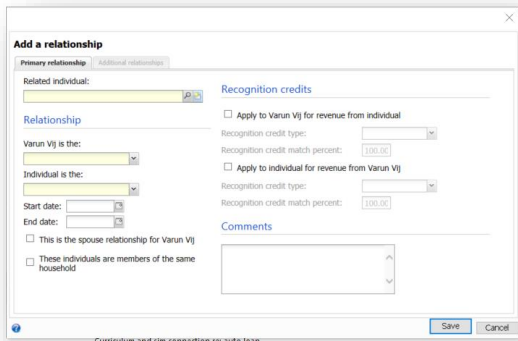 Add a relationship
Primary relationship
Additional relationships
Related individual:
Relationship
Varun Vij is the:
Individual is the:
Start date:
End date:
This is the spouse relationship for Varun Vij
These individuals are members of the same
household
Recognition credits
Apply to Varun Vij for revenue from individual
Recognition credit type:
Recognition credit match percent: 100.00
Apply to individual for revenue from Varun Vij
Recognition credit type:
Recognition credit match percent: 100.00
Comments
Save
Cancel